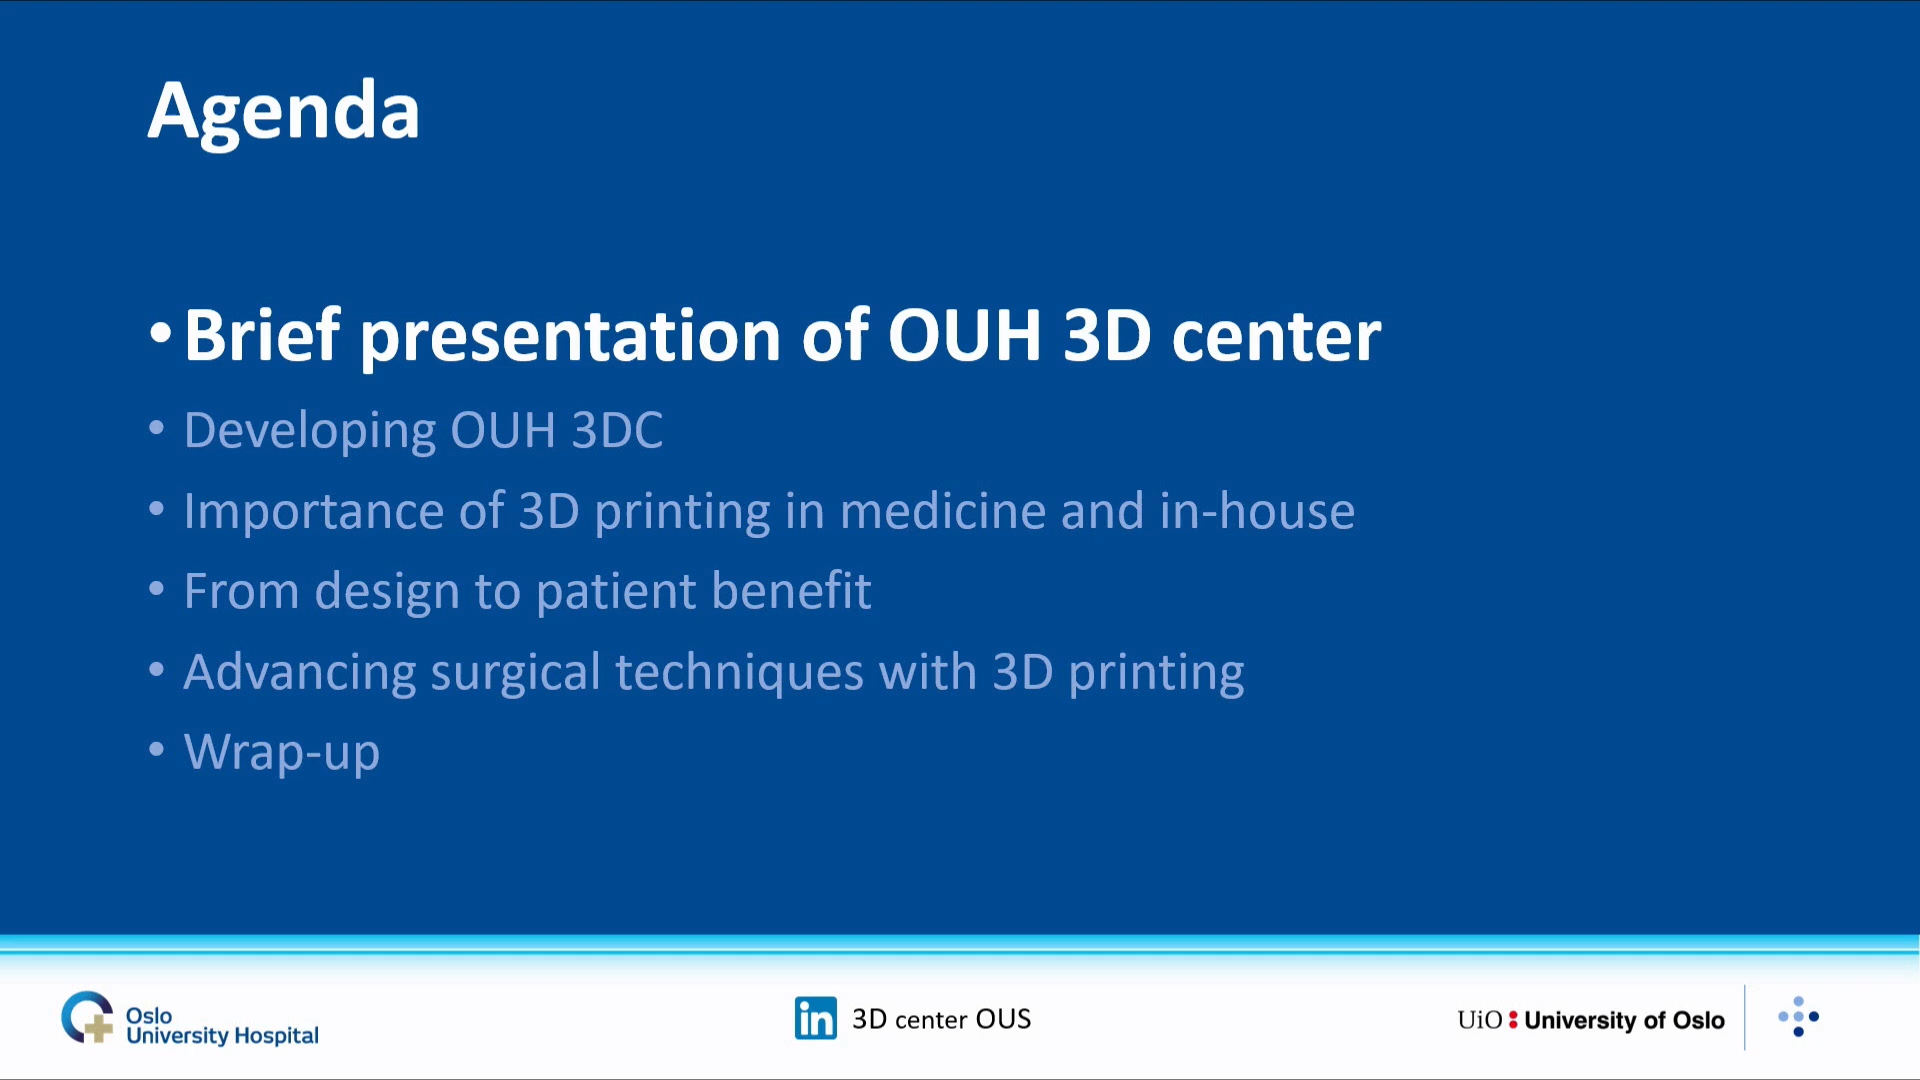 Agenda
• Brief presentation of OUH 3D center
• Developing OUH 3DC
• Importance of 3D printing in medicine and in-house
• From design to patient benefit
• Advancing surgical techniques with 3D printing
• Wrap-up
Oslo
University Hospital
in 3D center OUS
UiO: University of Oslo